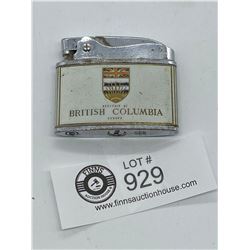 BRITISH COLUMBIA
CANADA
FINNS
LOT #
929
www.finnsauctionhouse.com